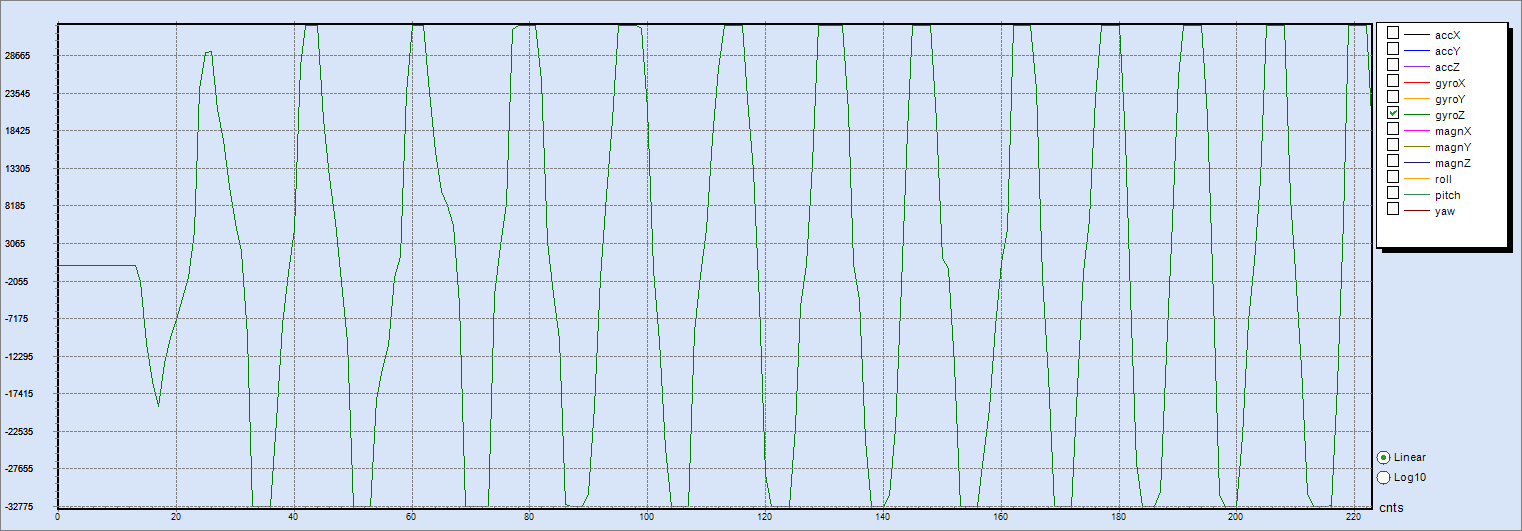 28665
23545
18425
13305
8185
3065
-2055
-7175
-12295
-17415
-22535
-27655
-32775
0 20 40 60 80 100 120 140 160 180 200 220
cnts
accX
accY
accZ
gyroX
gyroY
gyroZ
magnX
magnY
magnZ
roll
pitch
yaw
Linear
Log10